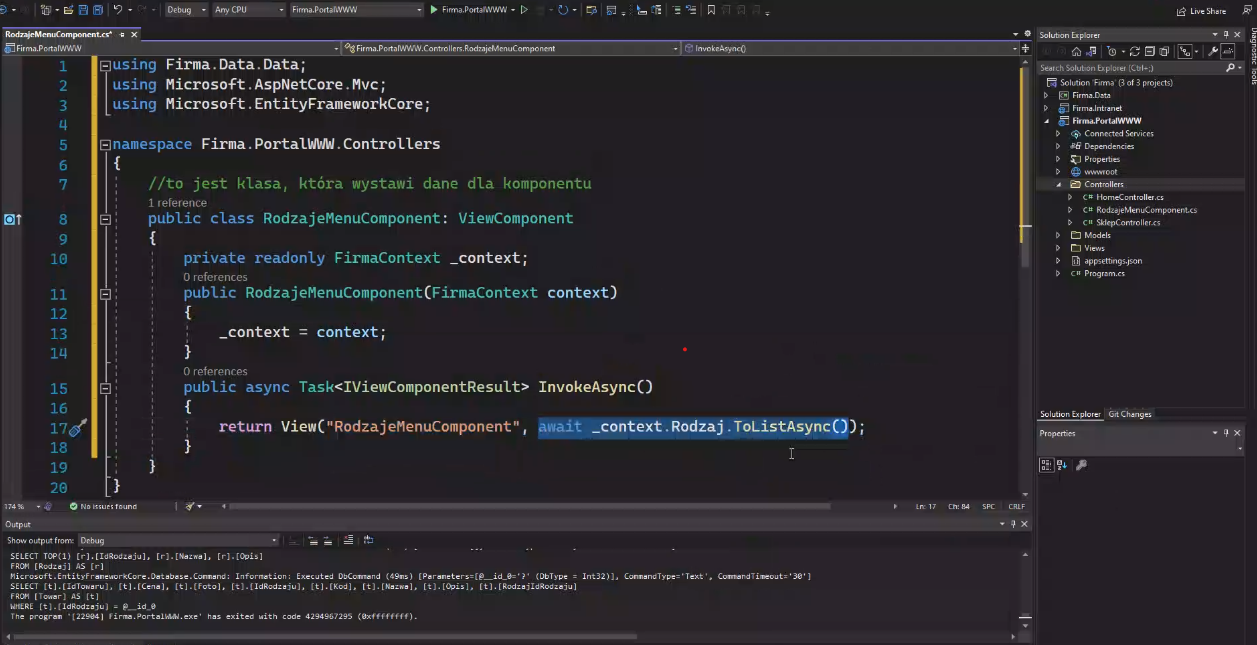 Debug Any CPU Firma.PortalWWW Firma.PortalWWW Live Share
RodzajeMenuComponent.cs*
Firma.PortalWWW Firma.PortalWWW.Controllers.RodzajeMenuComponent InvokeAsync()
1 using Firma.Data.Data;
2 using Microsoft.AspNetCore.Mvc;
3 using Microsoft.EntityFrameworkCore;
4
5 namespace Firma.PortalWWW.Controllers
6 {
7 //to jest klasa, która wystawi dane dla komponentu
1 reference
8 public class RodzajeMenuComponent: ViewComponent
9 {
10 private readonly FirmaContext _context;
0 references
11 public RodzajeMenuComponent(FirmaContext context)
12 {
13 _context = context;
14 }
0 references
15 public async Task<IViewComponentResult> InvokeAsync()
16 {
17 return View("RodzajeMenuComponent", await _context.Rodzaj.ToListAsync());
18 }
19 }
20 }
174 % No issues found Ln: 17 Ch: 84 SPC CRLF
Output
Show output from: Debug
SELECT TOP(1) [r].[IdRodzaju], [r].[Nazwa], [r].[Opis]
FROM [Rodzaj] AS [r]
Microsoft.EntityFrameworkCore.Database.Command: Information: Executed DbCommand (49ms) [Parameters=[@__id_0='?' (DbType = Int32)], CommandType='Text', CommandTimeout='30']
SELECT [t].[IdTowaru], [t].[Cena], [t].[Foto], [t].[IdRodzaju], [t].[Kod], [t].[Nazwa], [t].[Opis], [t].[RodzajIdRodzaju]
FROM [Towar] AS [t]
WHERE [t].[IdRodzaju] = @__id_0
The program '[22904] Firma.PortalWWW.exe' has exited with code 4294967295 (0xffffffff).
Solution Explorer
Search Solution Explorer (Ctrl+;)
Solution 'Firma' (3 of 3 projects)
Firma.Data
Firma.Intranet
Firma.PortalWWW
Connected Services
Dependencies
Properties
wwwroot
Controllers
C# HomeController.cs
C# RodzajeMenuComponent.cs
C# SklepController.cs
Models
Views
appsettings.json
C# Program.cs
Solution Explorer Git Changes
Properties
Diagnostic Tools